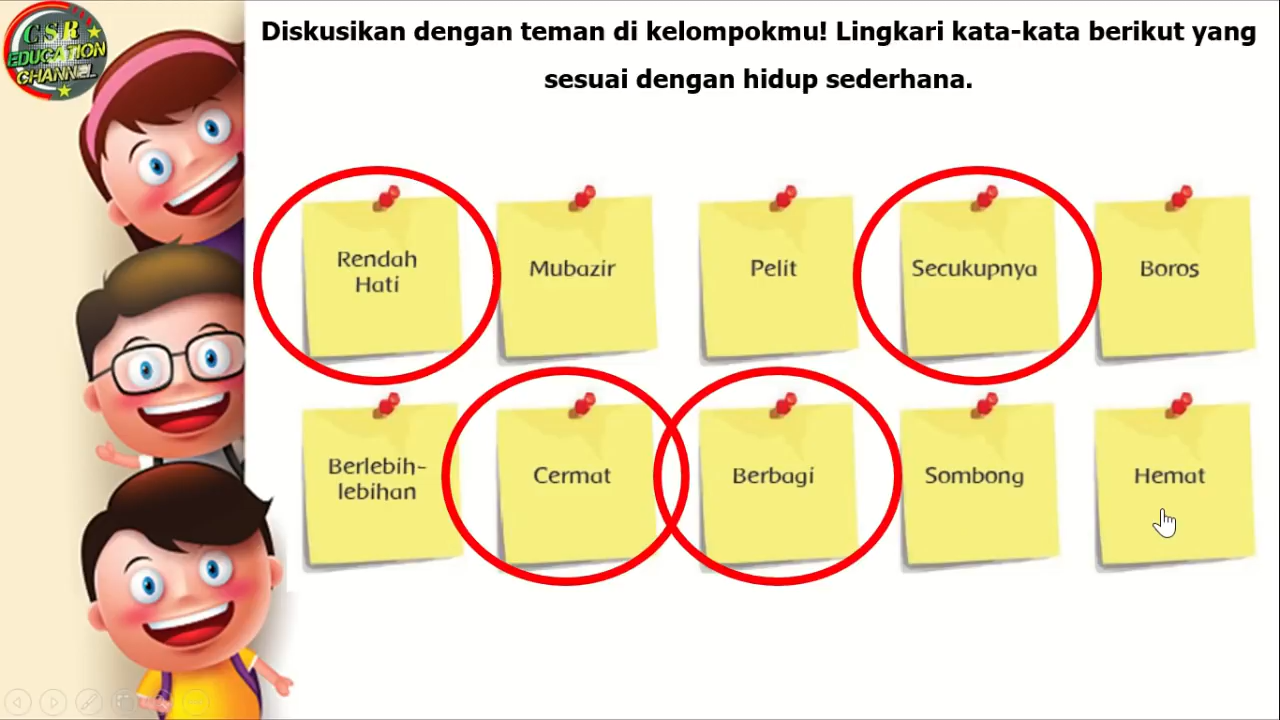 CSR
EDUCATION
CHANNEL
Diskusikan dengan teman di kelompokmu! Lingkari kata-kata berikut yang
sesuai dengan hidup sederhana.
Rendah
Hati
Mubazir
Pelit
Secukupnya
Boros
Berlebih-
lebihan
Cermat
Berbagi
Sombong
Hemat